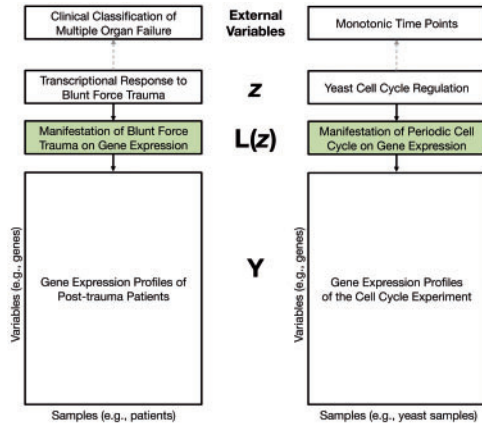 Clinical Classification of
Multiple Organ Failure
External
Variables
Monotonic Time Points
Transcriptional Response to
Blunt Force Trauma
z
Yeast Cell Cycle Regulation
Manifestation of Blunt Force
Trauma on Gene Expression
L(z)
Manifestation of Periodic Cell
Cycle on Gene Expression
Variables (e.g., genes)
Gene Expression Profiles of
Post-trauma Patients
Y
Variables (e.g., genes)
Gene Expression Profiles
of the Cell Cycle Experiment
Samples (e.g., patients)
Samples (e.g., yeast samples)